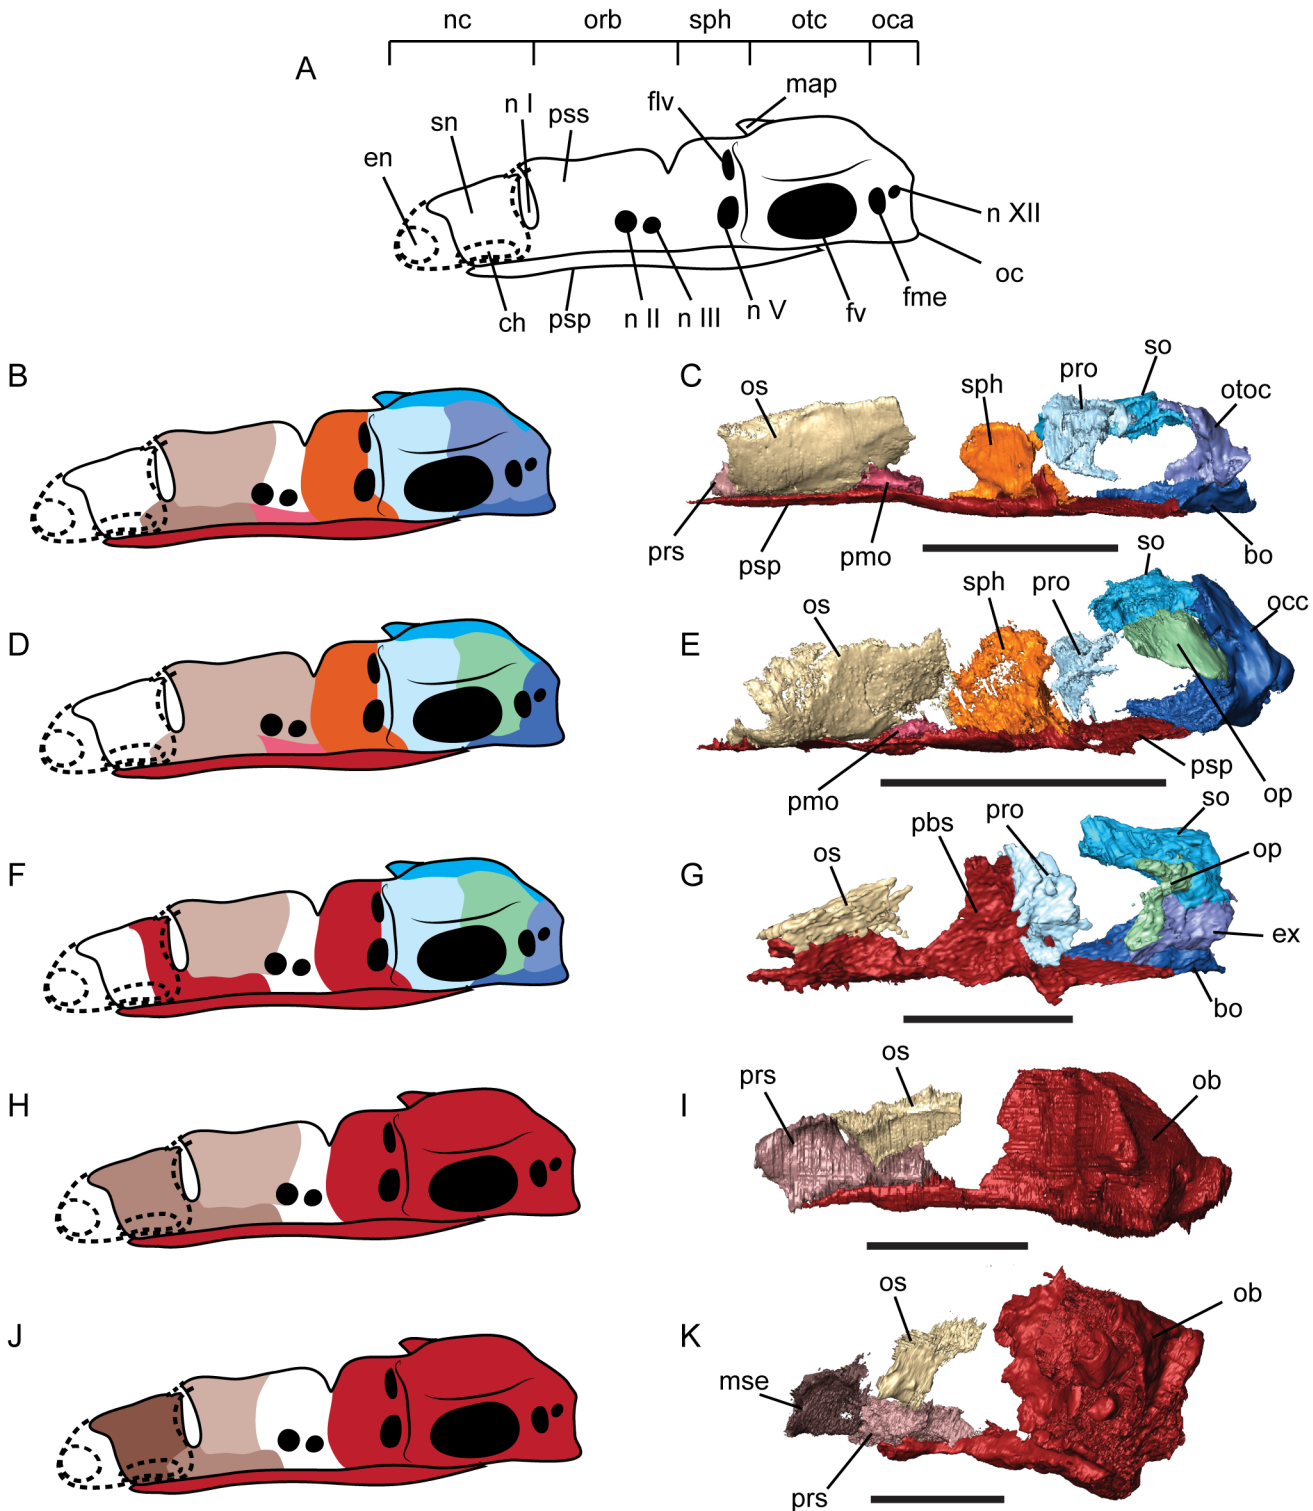 nc orb sph otc oca
A
map
flv
n I
pss
sn
en
n XII
oc
fme
fv
n V
n III
n II
psp
ch
B
C
os
sph
pro
so
otoc
prs
psp
pmo
bo
D
E
os
sph
pro
so
occ
pmo
psp
op
F
G
os
pbs
pro
so
op
ex
bo
H
I
prs
os
ob
J
K
os
ob
mse
prs